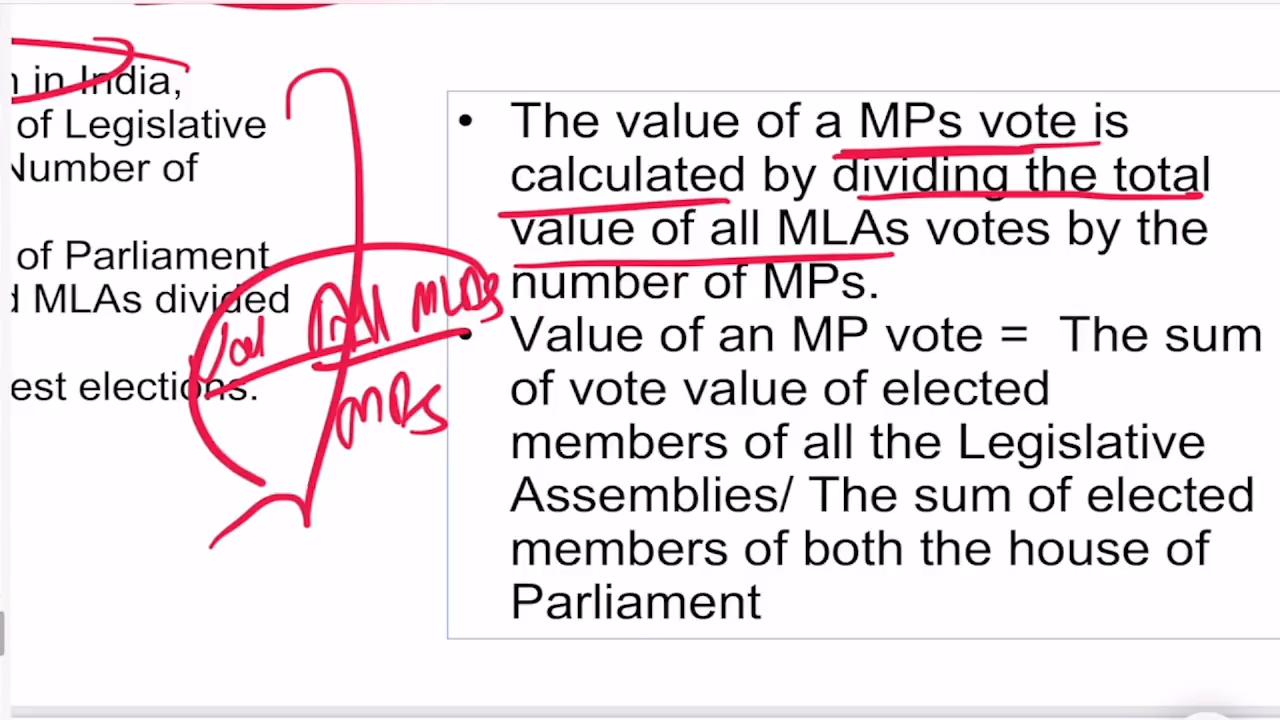 n in India,
of Legislative
Number of
of Parliament
d MLAs divided
est elections.
Val All MLAs
MPs
• The value of a MPs vote is
calculated by dividing the total
value of all MLAs votes by the
number of MPs.
• Value of an MP vote = The sum
of vote value of elected
members of all the Legislative
Assemblies/ The sum of elected
members of both the house of
Parliament